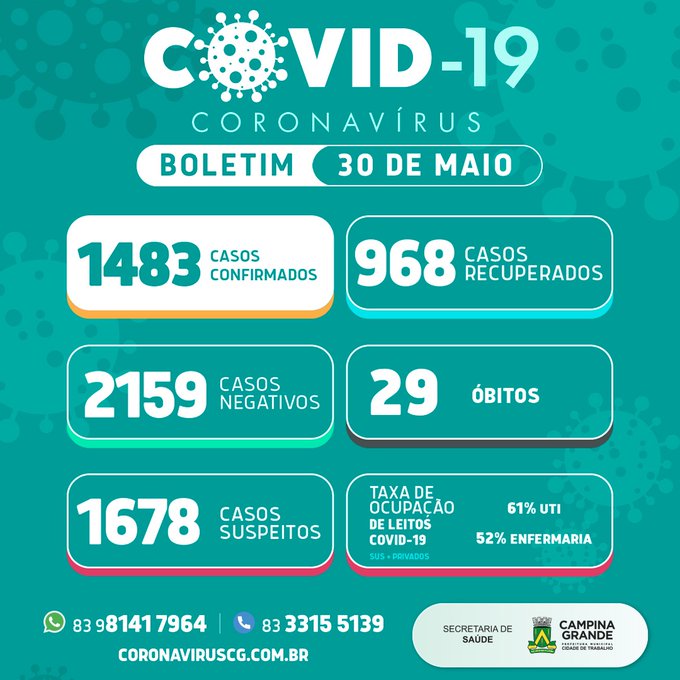 COVID-19
CORONAVÍRUS
BOLETIM 30 DE MAIO
1483 CASOS CONFIRMADOS
968 CASOS RECUPERADOS
2159 CASOS NEGATIVOS
29 ÓBITOS
1678 CASOS SUSPEITOS
TAXA DE
OCUPAÇÃO
DE LEITOS
COVID-19
SUS + PRIVADOS
61% UTI
52% ENFERMARIA
83 98141 7964 | 83 3315 5139
CORONAVIRUSCG.COM.BR
SECRETARIA DE
SAÚDE
CAMPINA
GRANDE
PREFEITURA MUNICIPAL
CIDADE DE TRABALHO